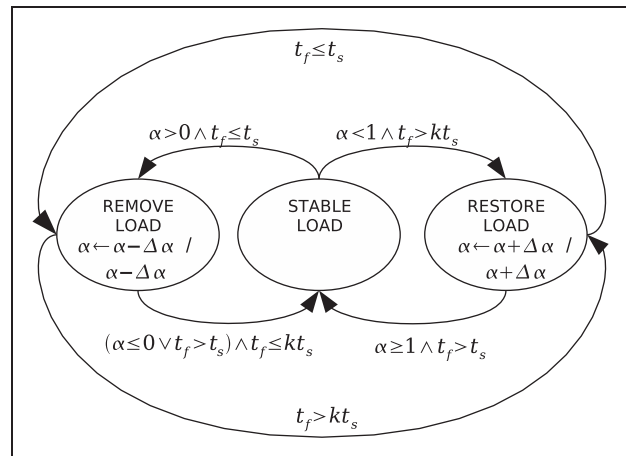 t_f≤t_s
α>0∧t_f≤t_s
α<1∧t_f>kt_s
REMOVE
LOAD
α←α−Δα /
α−Δα
STABLE
LOAD
RESTORE
LOAD
α←α+Δα /
α+Δα
(α≤0∨t_f>t_s)∧t_f≤kt_s
α≥1∧t_f>t_s
t_f>kt_s